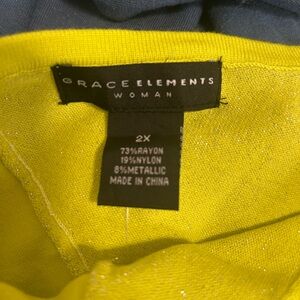 GRACE ELEMENTS
WOMAN
2X
73%RAYON
19%NYLON
8%METALLIC
MADE IN CHINA